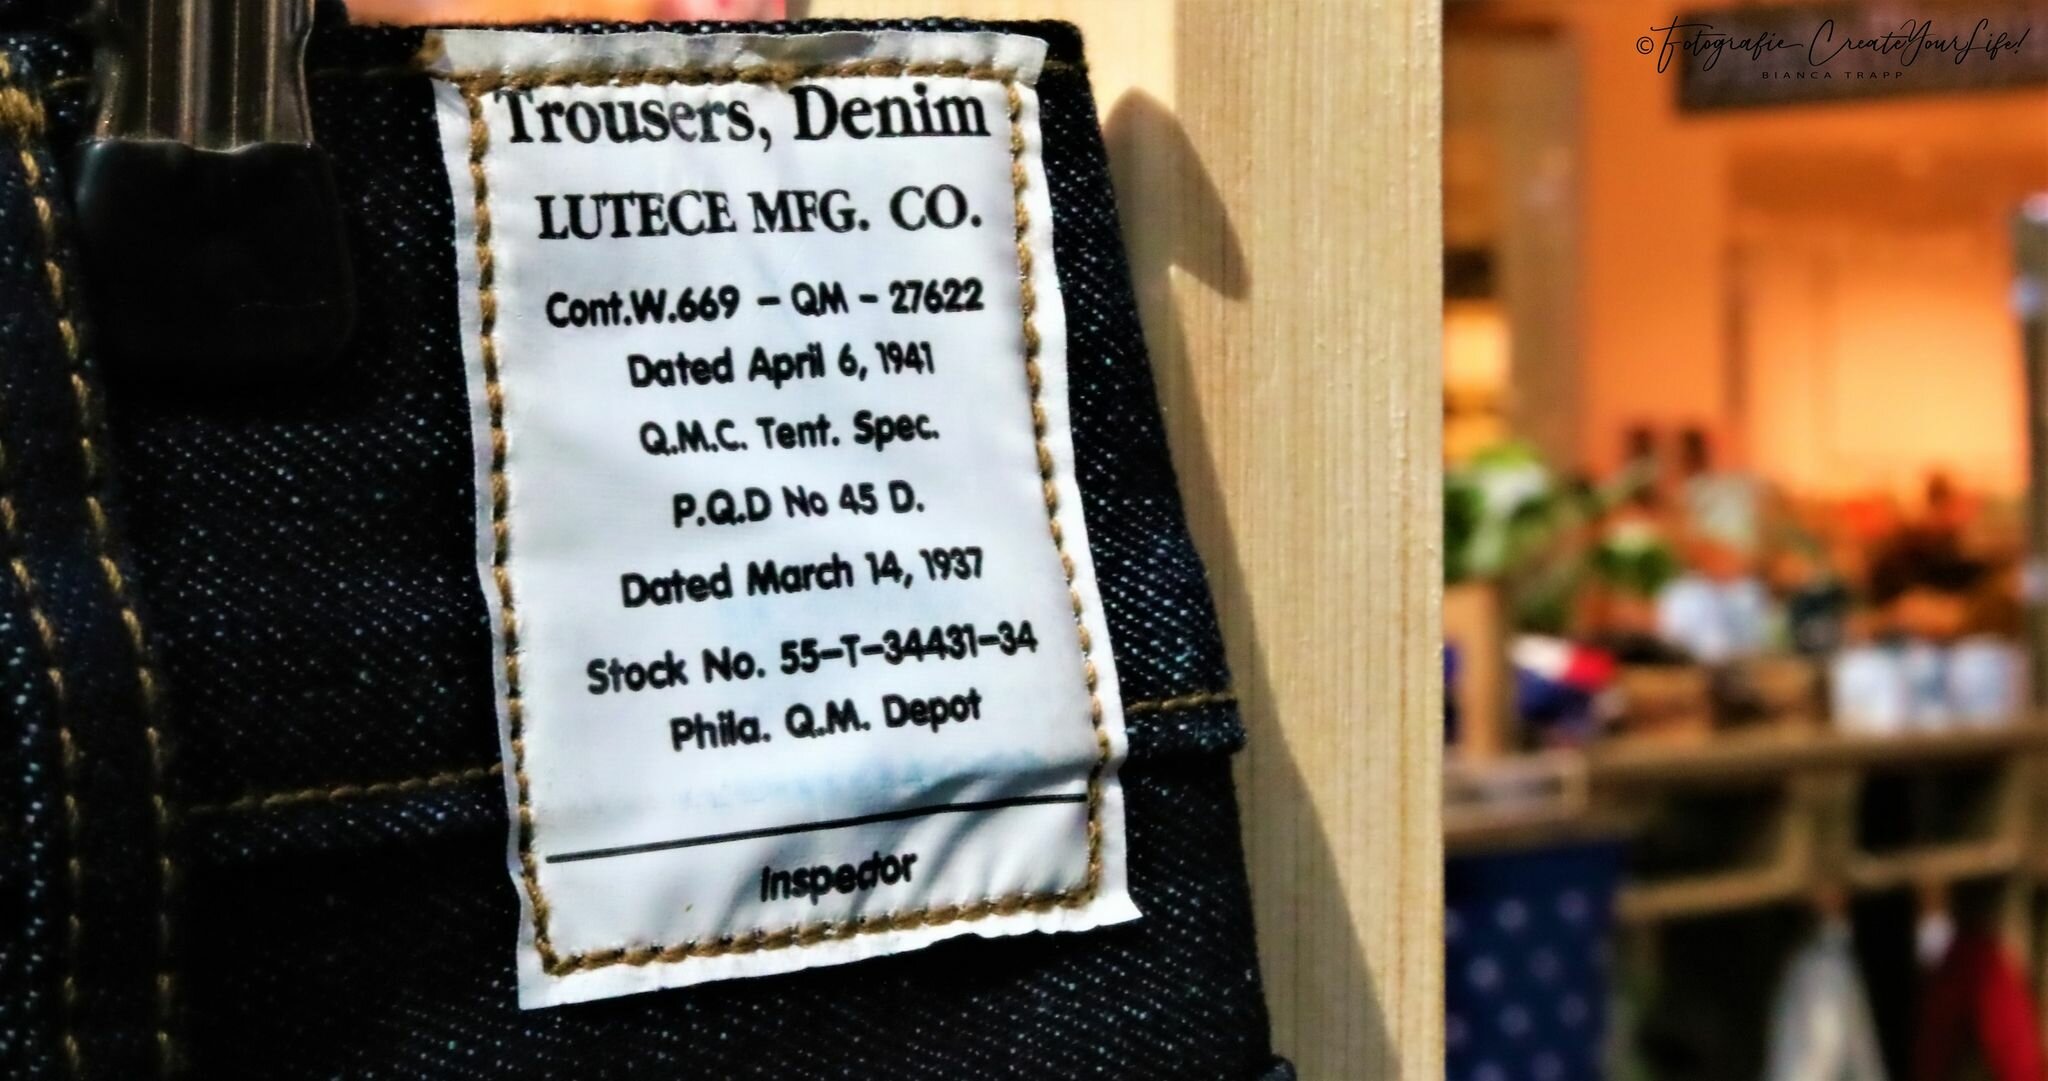 © Fotografie CreateYourLife!
BIANCA TRAPP
Trousers, Denim
LUTECE MFG. CO.
Cont.W.669 – QM – 27622
Dated April 6, 1941
Q.M.C. Tent. Spec.
P.Q.D No 45 D.
Dated March 14, 1937
Stock No. 55–T–34431–34
Phila. Q.M. Depot
Inspector